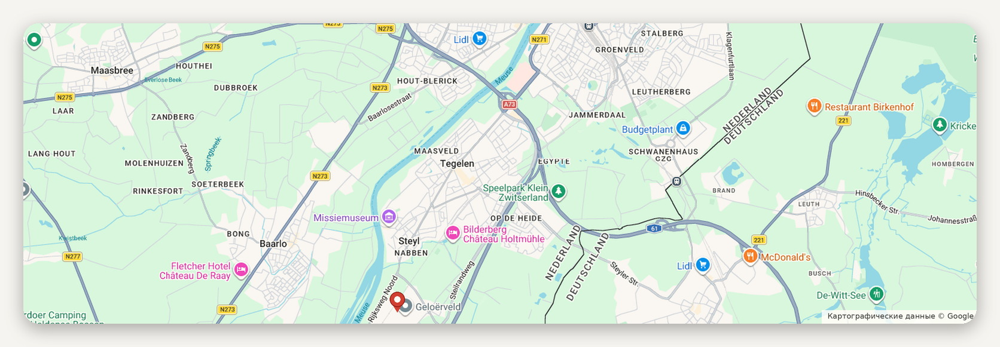 N275
N275
Lidl
N271
STALBERG
Klagenfurtlaan
GROENVELD
N275
HOUTHEI
Maasbree
Everlose Beek
DUBBROEK
N273
HOUT-BLERICK
Meuse
LEUTHERBERG
N275
LAAR
ZANDBERG
Baarlosestraat
A73
JAMMERDAAL
NEDERLAND
DEUTSCHLAND
Restaurant Birkenhof
221
Kricke
Budgetplant
LANG HOUT
Zandberg
Springbeek
MOLENHUIZEN
MAASVELD
Tegelen
EGYPTE
SCHWANENHAUS
GZG
HOMBERGEN
N273
SOETERBEEK
RINKESFORT
Speelpark Klein
Zwitserland
BRAND
LEUTH
Hinsbecker Str.
Johannesstraß
Missiemuseum
OP DE HEIDE
Bilderberg
Château Holtmühle
61
BONG
Kwistbeek
Baarlo
Steyl
NABBEN
NEDERLAND
DEUTSCHLAND
221
McDonald's
N277
Fletcher Hotel
Château De Raay
Steyler Str.
Lidl
BUSCH
Steilrandweg
Rijksweg Noord
De-Witt-See
Geloërveld
N273
Meuse
rdoer Camping
Картографические данные © Google